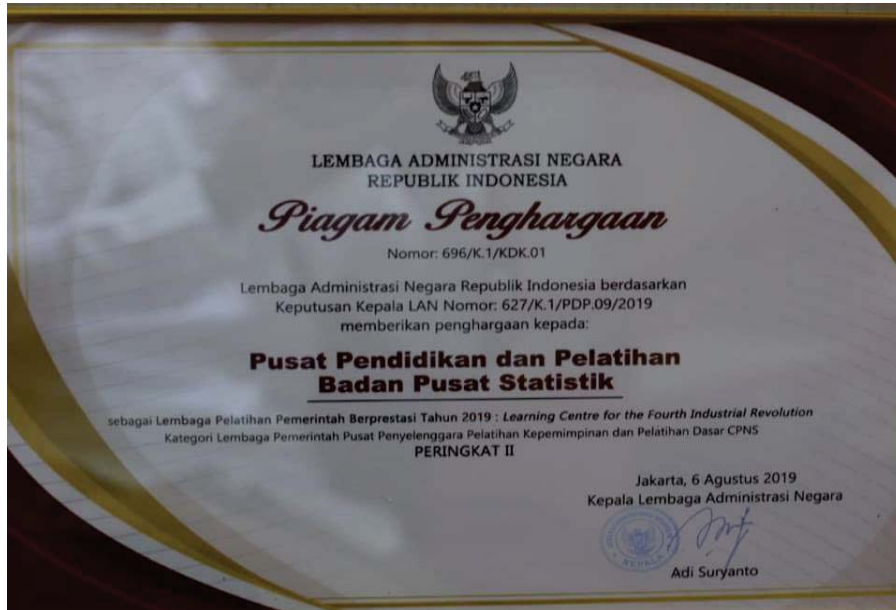 LEMBAGA ADMINISTRASI NEGARA
REPUBLIK INDONESIA
Piagam Penghargaan
Nomor: 696/K.1/KDK.01
Lembaga Administrasi Negara Republik Indonesia berdasarkan
Keputusan Kepala LAN Nomor: 627/K.1/PDP.09/2019
memberikan penghargaan kepada:
Pusat Pendidikan dan Pelatihan
Badan Pusat Statistik
sebagai Lembaga Pelatihan Pemerintah Berprestasi Tahun 2019 : Learning Centre for the Fourth Industrial Revolution
Kategori Lembaga Pemerintah Pusat Penyelenggara Pelatihan Kepemimpinan dan Pelatihan Dasar CPNS
PERINGKAT II
Jakarta, 6 Agustus 2019
Kepala Lembaga Administrasi Negara
KEPALA
Adi Suryanto